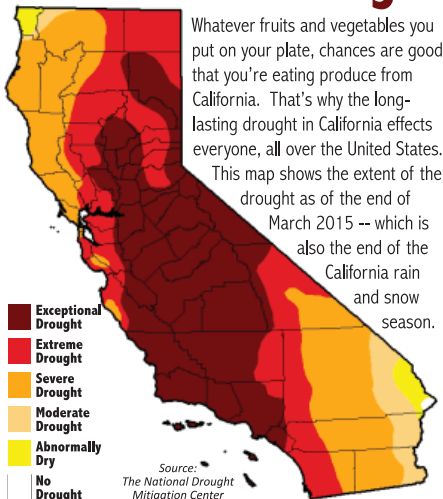 Whatever fruits and vegetables you
put on your plate, chances are good
that you're eating produce from
California. That's why the long-
lasting drought in California effects
everyone, all over the United States.
This map shows the extent of the
drought as of the end of
March 2015 -- which is
also the end of the
California rain
and snow
season.
Exceptional
Drought
Extreme
Drought
Severe
Drought
Moderate
Drought
Abnormally
Dry
No
Drought
Source:
The National Drought
Mitigation Center